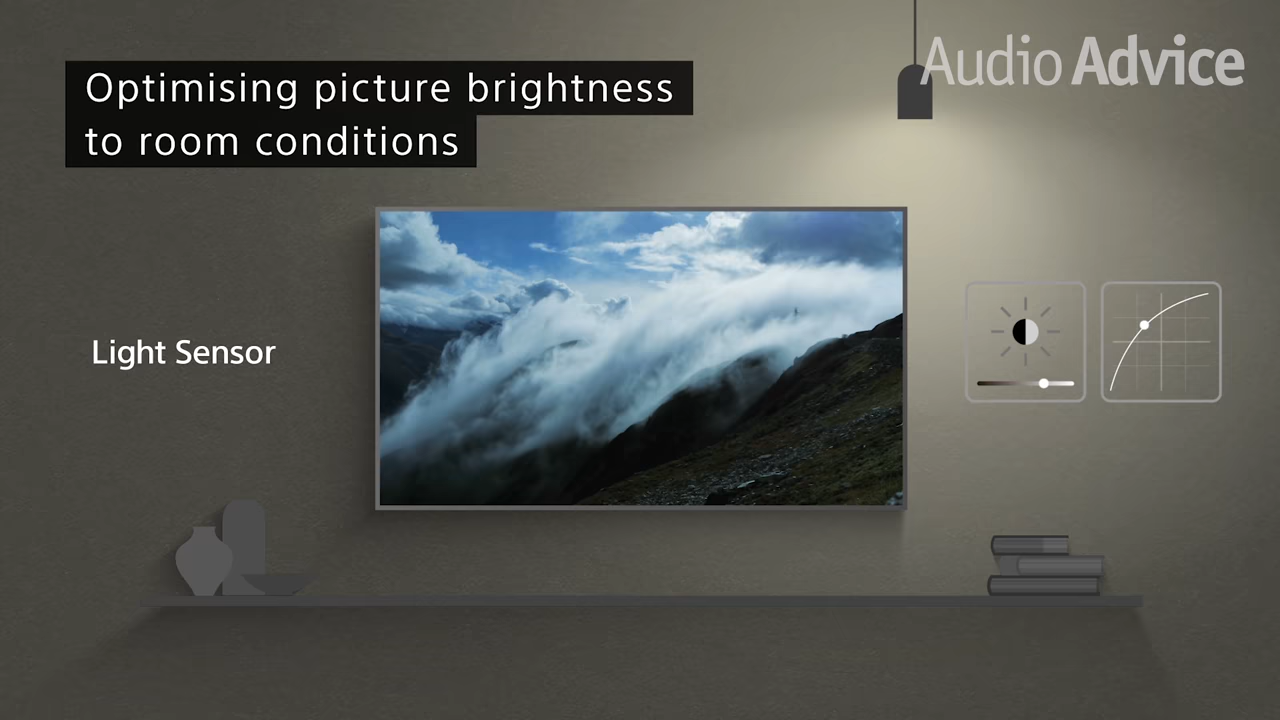 Audio Advice
Optimising picture brightness
to room conditions
Light Sensor